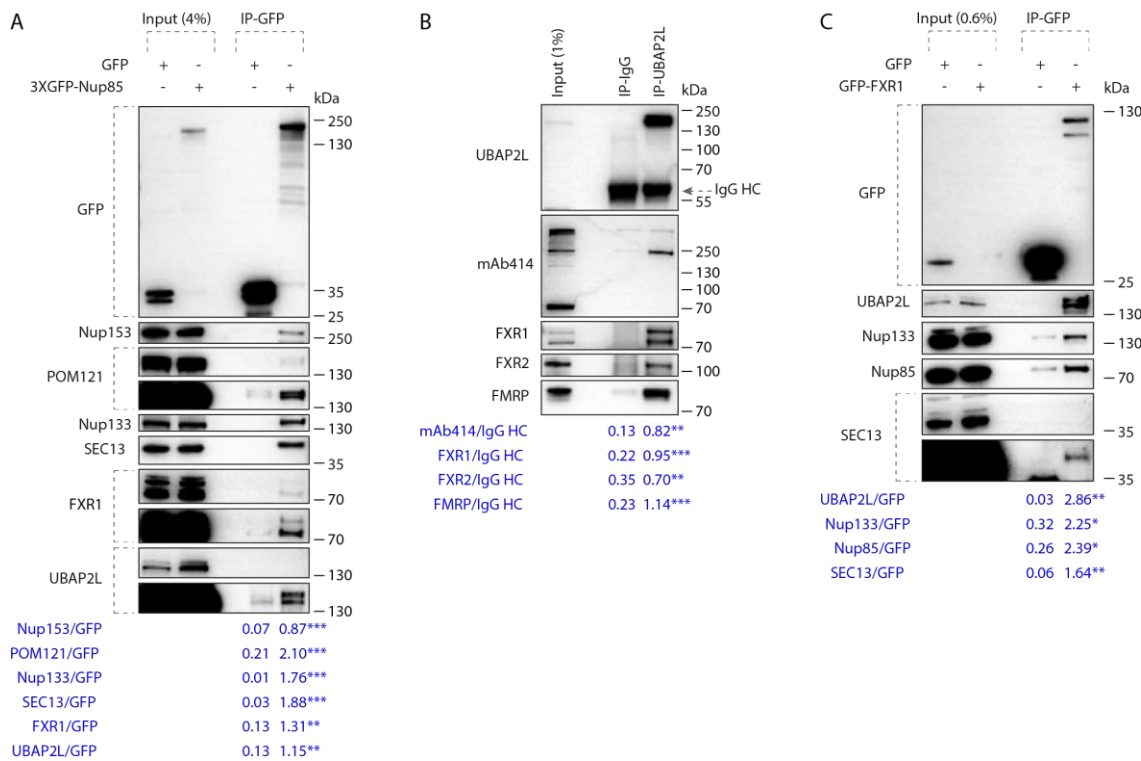 A
Input (4%) IP-GFP
GFP + - + -
3XGFP-Nup85 - + - +
kDa
GFP
250
130
35
25
Nup153
250
POM121
130
130
Nup133
130
SEC13
35
FXR1
70
70
UBAP2L
130
130
Nup153/GFP 0.07 0.87***
POM121/GFP 0.21 2.10***
Nup133/GFP 0.01 1.76***
SEC13/GFP 0.03 1.88***
FXR1/GFP 0.13 1.31**
UBAP2L/GFP 0.13 1.15**
B
Input (1%)
IP-IgG
IP-UBAP2L
kDa
UBAP2L
250
130
100
70
IgG HC
55
mAb414
250
130
100
70
FXR1
70
FXR2
100
FMRP
70
mAb414/IgG HC 0.13 0.82**
FXR1/IgG HC 0.22 0.95***
FXR2/IgG HC 0.35 0.70**
FMRP/IgG HC 0.23 1.14***
C
Input (0.6%) IP-GFP
GFP + - + -
GFP-FXR1 - + - +
kDa
130
GFP
25
UBAP2L
130
Nup133
130
Nup85
70
SEC13
35
35
UBAP2L/GFP 0.03 2.86**
Nup133/GFP 0.32 2.25*
Nup85/GFP 0.26 2.39*
SEC13/GFP 0.06 1.64**